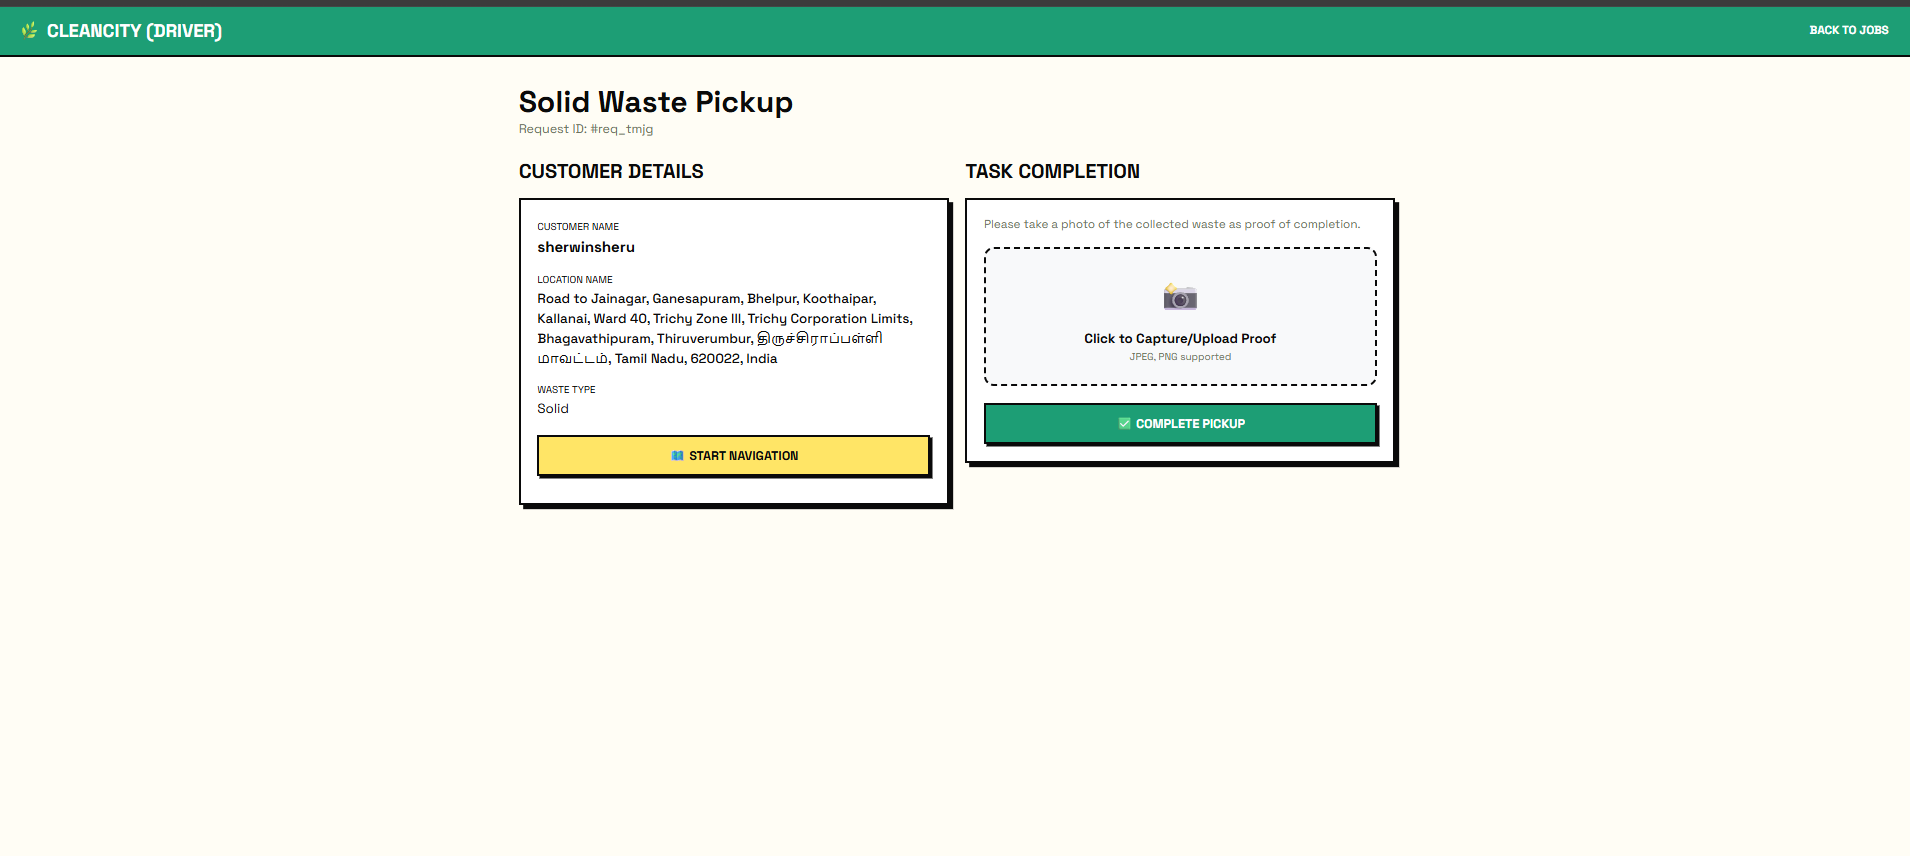 CLEANCITY (DRIVER)
BACK TO JOBS
Solid Waste Pickup
Request ID: #req_tmjg
CUSTOMER DETAILS
CUSTOMER NAME
sherwinsheru
LOCATION NAME
Road to Jainagar, Ganesapuram, Bhelpur, Koothaipar,
Kallanai, Ward 40, Trichy Zone III, Trichy Corporation Limits,
Bhagavathipuram, Thiruverumbur, திருச்சிராப்பள்ளி
மாவட்டம், Tamil Nadu, 620022, India
WASTE TYPE
Solid
START NAVIGATION
TASK COMPLETION
Please take a photo of the collected waste as proof of completion.
Click to Capture/Upload Proof
JPEG, PNG supported
COMPLETE PICKUP